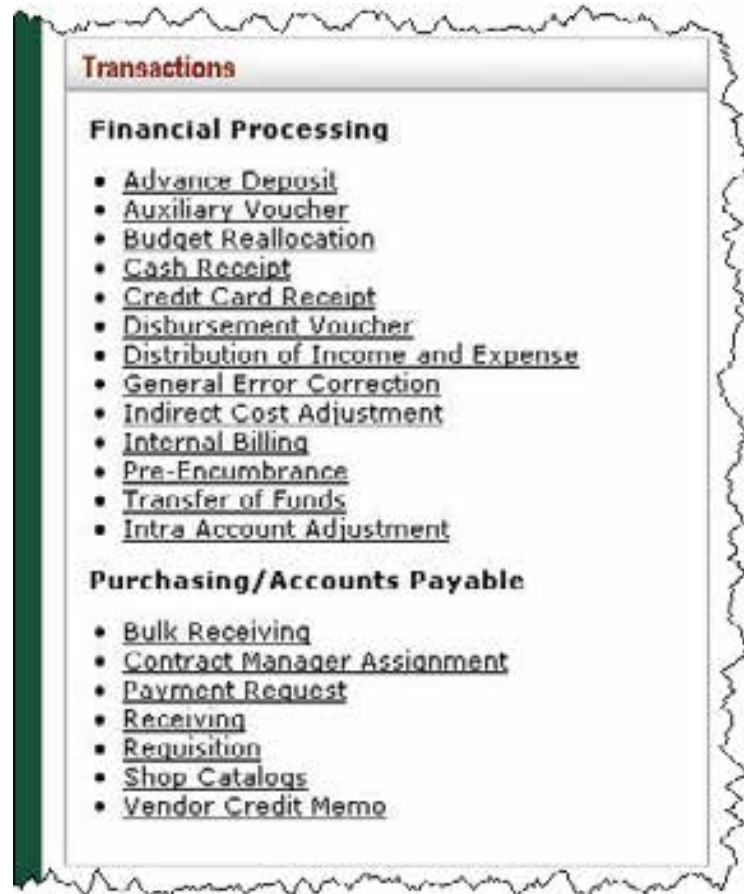 Transactions
Financial Processing
Advance Deposit
Auxiliary Voucher
Budget Reallocation
Cash Receipt
Credit Card Receipt
Disbursement Voucher
Distribution of Income and Expense
General Error Correction
Indirect Cost Adjustment
Internal Billing
Pre-Encumbrance
Transfer of Funds
Intra Account Adjustment
Purchasing/Accounts Payable
Bulk Receiving
Contract Manager Assignment
Payment Request
Receiving
Requisition
Shop Catalogs
Vendor Credit Memo